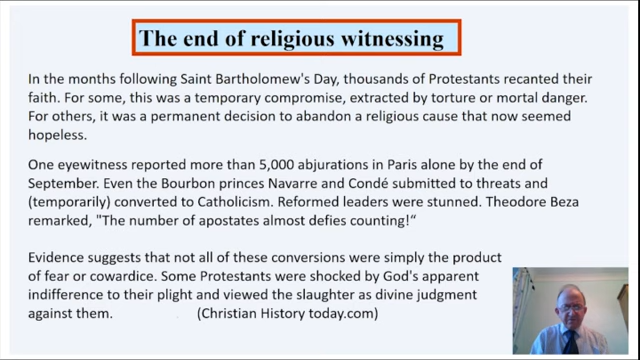 The end of religious witnessing
In the months following Saint Bartholomew's Day, thousands of Protestants recanted their
faith. For some, this was a temporary compromise, extracted by torture or mortal danger.
For others, it was a permanent decision to abandon a religious cause that now seemed
hopeless.
One eyewitness reported more than 5,000 abjurations in Paris alone by the end of
September. Even the Bourbon princes Navarre and Condé submitted to threats and
(temporarily) converted to Catholicism. Reformed leaders were stunned. Theodore Beza
remarked, "The number of apostates almost defies counting!“
Evidence suggests that not all of these conversions were simply the product
of fear or cowardice. Some Protestants were shocked by God's apparent
indifference to their plight and viewed the slaughter as divine judgment
against them. (Christian History today.com)